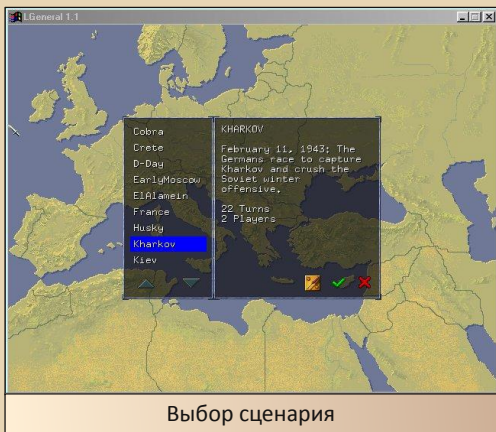 LGeneral 1.1
Cobra
Crete
D-Day
EarlyMoscow
ElAlamein
France
Husky
Kharkov
Kiev
KHARKOV
February 11, 1943: The
Germans race to capture
Kharkov and crush the
Soviet winter
offensive.
22 Turns
2 Players
Выбор сценария